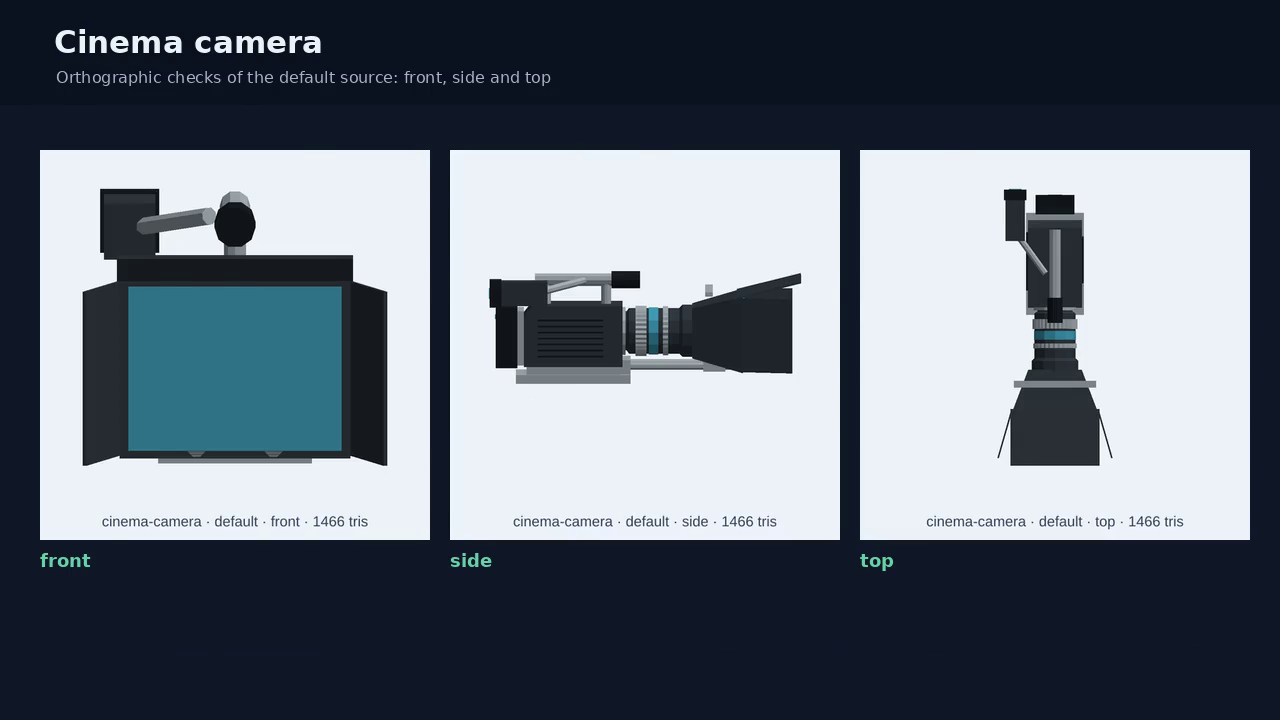 Cinema camera
Orthographic checks of the default source: front, side and top
cinema-camera · default · front · 1466 tris
cinema-camera · default · side · 1466 tris
cinema-camera · default · top · 1466 tris
front
side
top